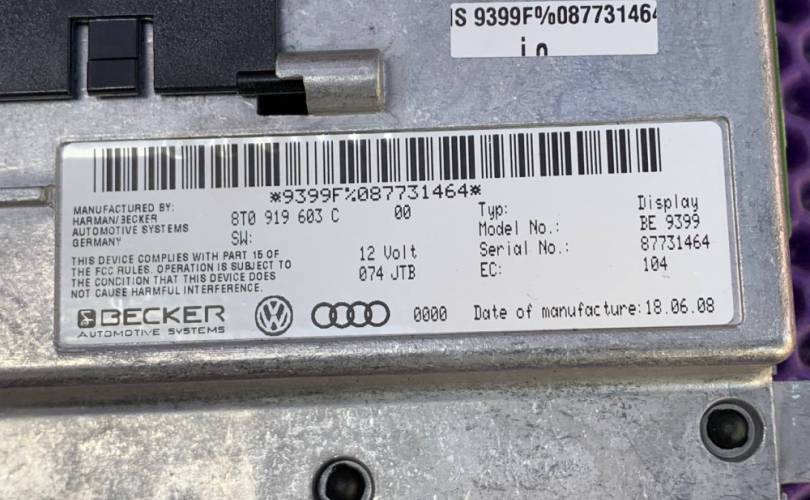 9399F%08773146
*9399F%087731464*
MANUFACTURED BY:
HARMAN/BECKER
AUTOMOTIVE SYSTEMS
GERMANY
8T0 919 603 C 00
SW:
THIS DEVICE COMPLIES WITH PART 15 OF
THE FCC RULES. OPERATION IS SUBJECT TO
THE CONDITION THAT THIS DEVICE DOES
NOT CAUSE HARMFUL INTERFERENCE.
12 Volt
074 JTB
Typ: Display
Model No.: BE 9399
Serial No.: 87731464
EC: 104
BECKER
AUTOMOTIVE SYSTEMS
0000 Date of manufacture:18.06.08